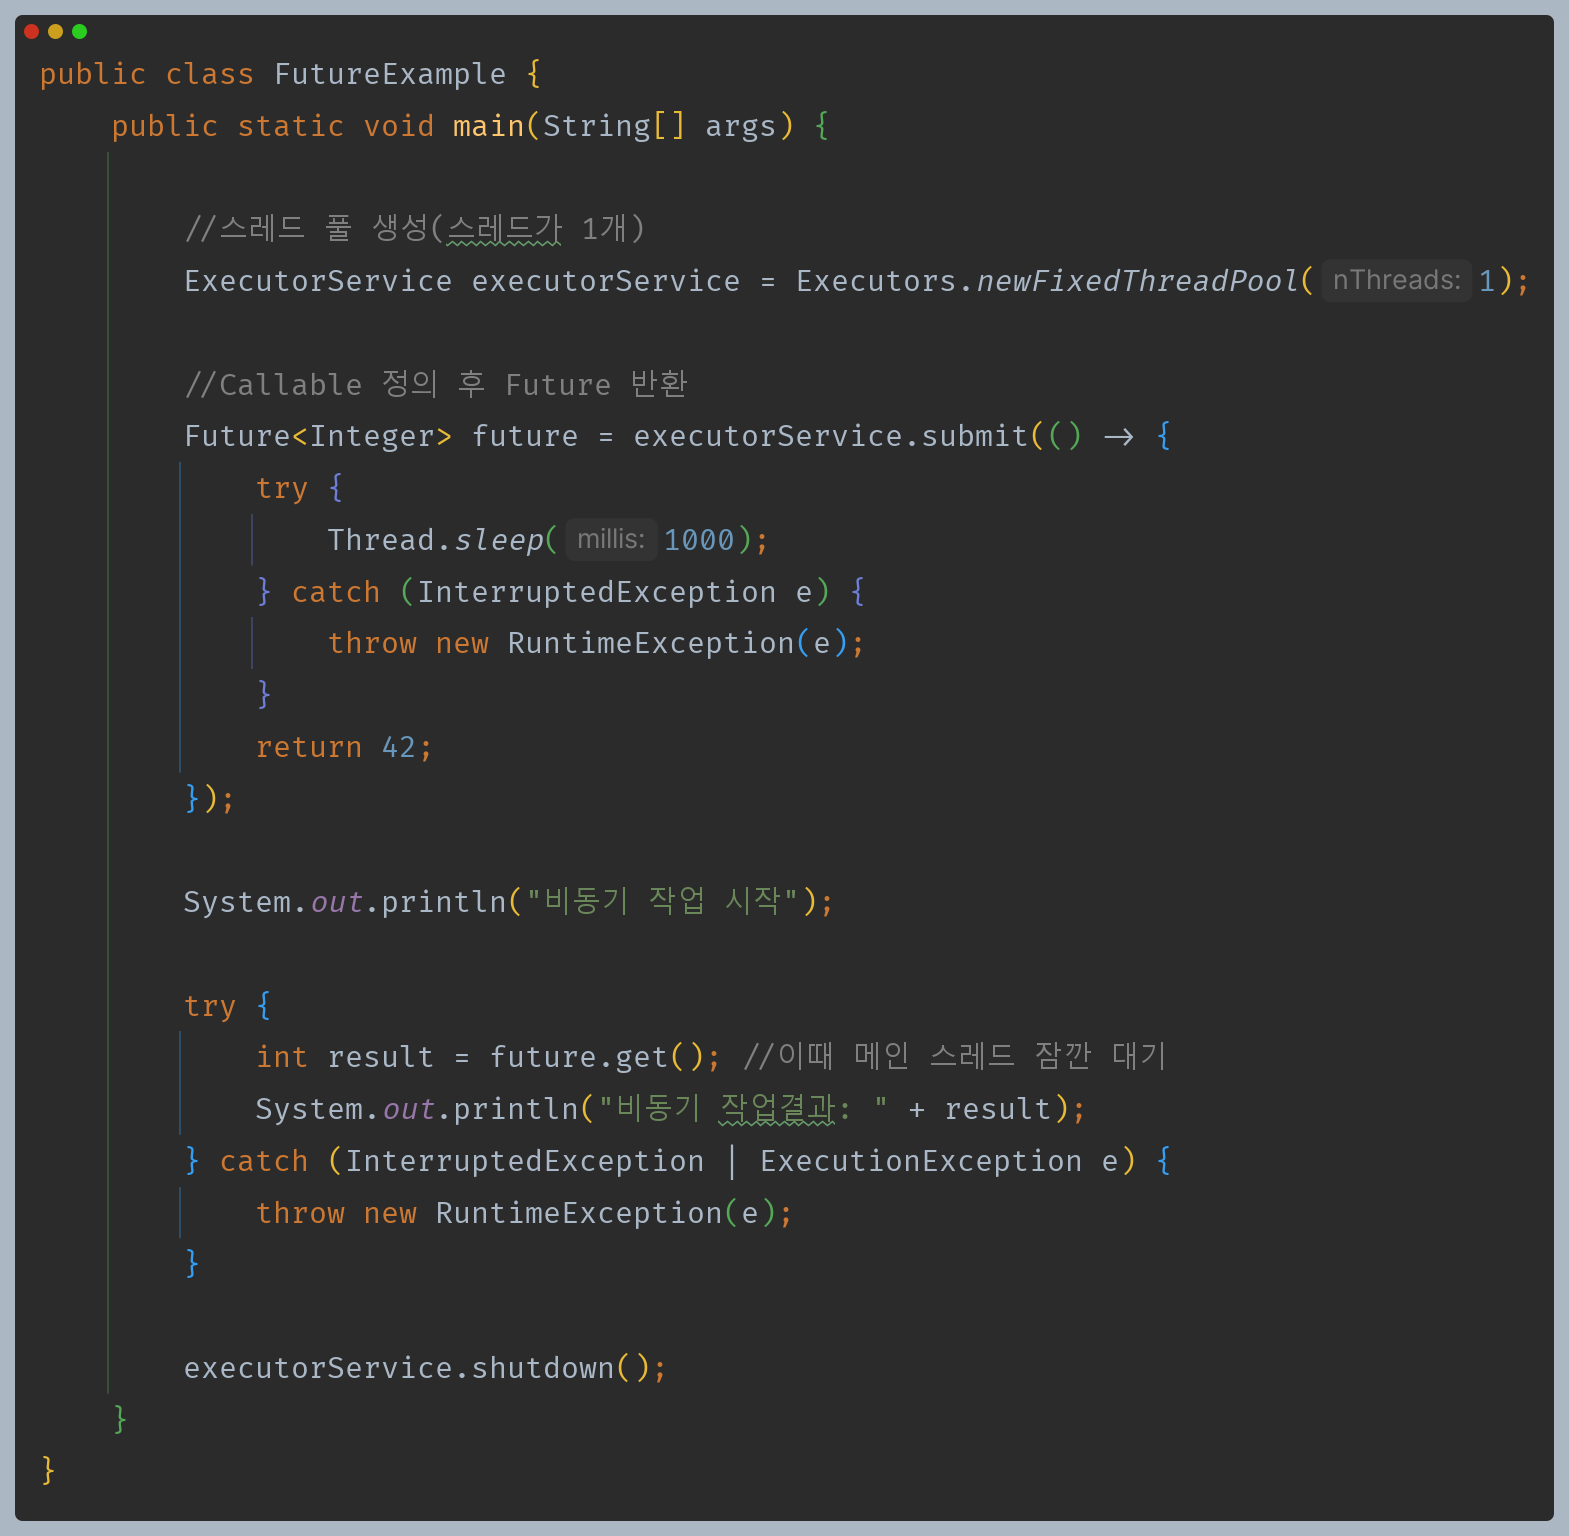 public class FutureExample {
    public static void main(String[] args) {
        //스레드 풀 생성(스레드가 1개)
        ExecutorService executorService = Executors.newFixedThreadPool( nThreads: 1);
        //Callable 정의 후 Future 반환
        Future<Integer> future = executorService.submit(() -> {
            try {
                Thread.sleep( millis: 1000);
            } catch (InterruptedException e) {
                throw new RuntimeException(e);
            }
            return 42;
        });
        System.out.println("비동기 작업 시작");
        try {
            int result = future.get(); //이때 메인 스레드 잠깐 대기
            System.out.println("비동기 작업결과: " + result);
        } catch (InterruptedException | ExecutionException e) {
            throw new RuntimeException(e);
        }
        executorService.shutdown();
    }
}